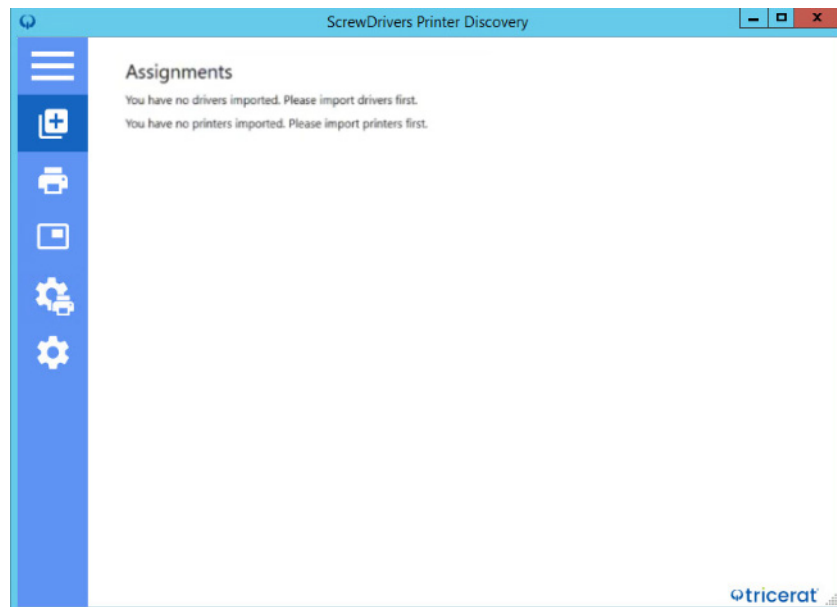 ScrewDrivers Printer Discovery
Assignments
You have no drivers imported. Please import drivers first.
You have no printers imported. Please import printers first.
tricerat